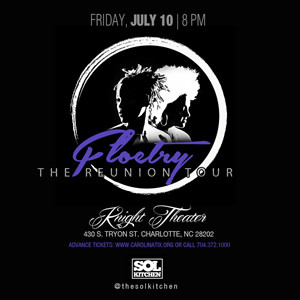 FRIDAY, JULY 10 | 8 PM
Floetry
THE REUNION TOUR
Knight Theater
430 S. TRYON ST. CHARLOTTE, NC 28202
ADVANCE TICKETS: WWW.CAROLINATIX.ORG OR CALL 704.372.1000
SOL
KITCHEN
@thesolkitchen